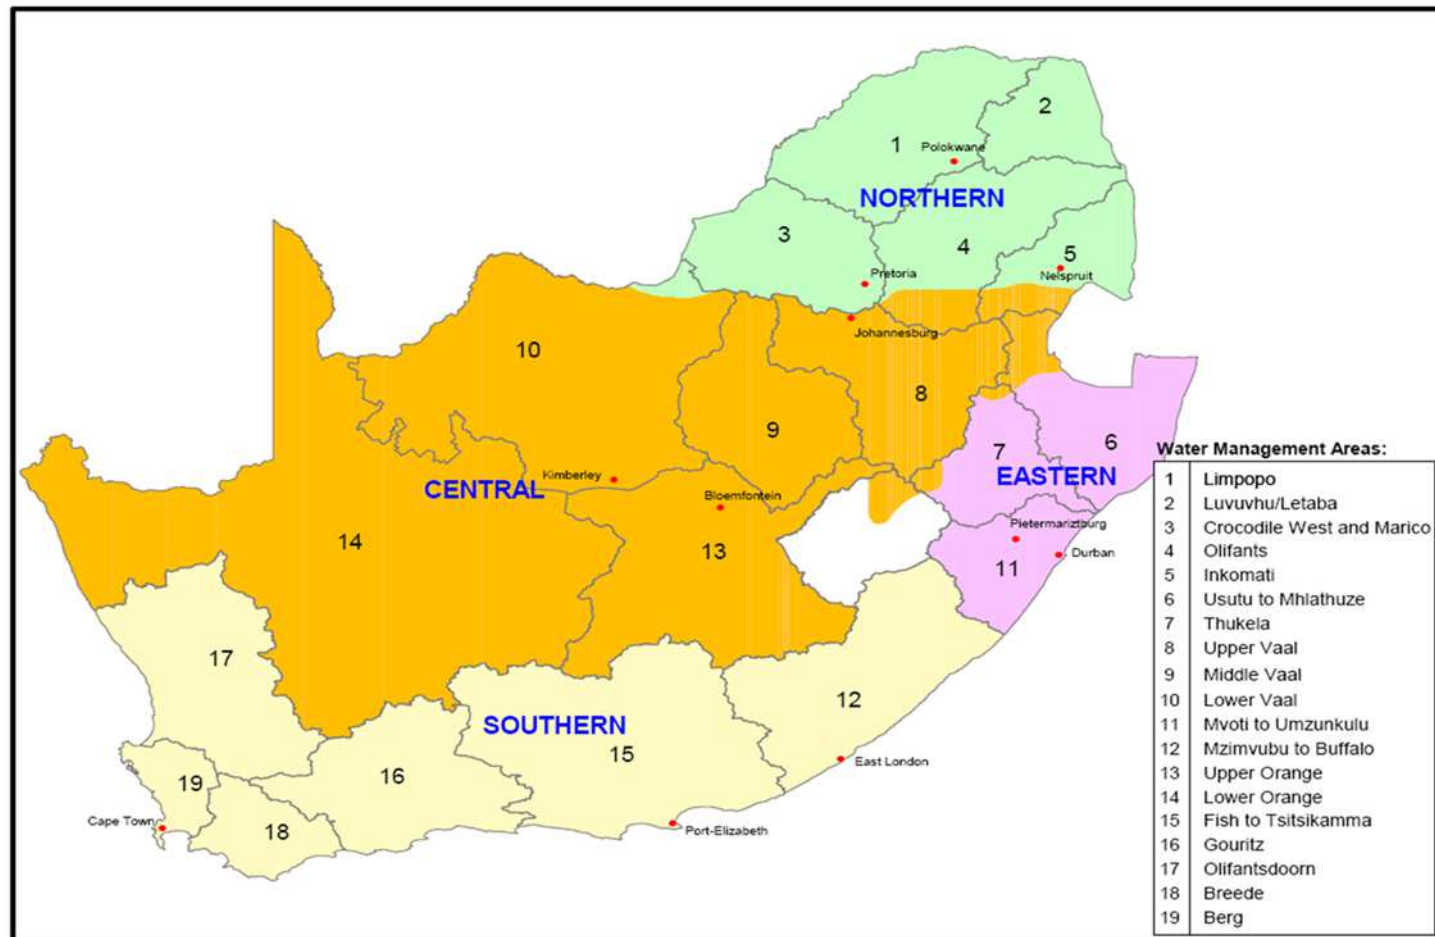 2
1
Polokwane
NORTHERN
3
4
5
Nelspruit
Pretoria
Johannesburg
10
8
9
7
6
EASTERN
Kimberley
CENTRAL
Bloemfontein
Pietermariztburg
Durban
14
13
11
17
12
SOUTHERN
15
East London
16
19
Cape Town
18
Port-Elizabeth
Water Management Areas:
1 Limpopo
2 Luvuvhu/Letaba
3 Crocodile West and Marico
4 Olifants
5 Inkomati
6 Usutu to Mhlathuze
7 Thukela
8 Upper Vaal
9 Middle Vaal
10 Lower Vaal
11 Mvoti to Umzunkulu
12 Mzimvubu to Buffalo
13 Upper Orange
14 Lower Orange
15 Fish to Tsitsikamma
16 Gouritz
17 Olifantsdoorn
18 Breede
19 Berg